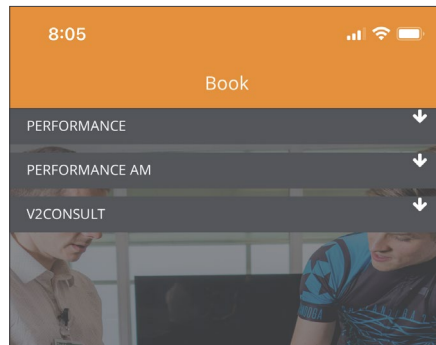 8:05
Book
PERFORMANCE
PERFORMANCE AM
V2CONSULT